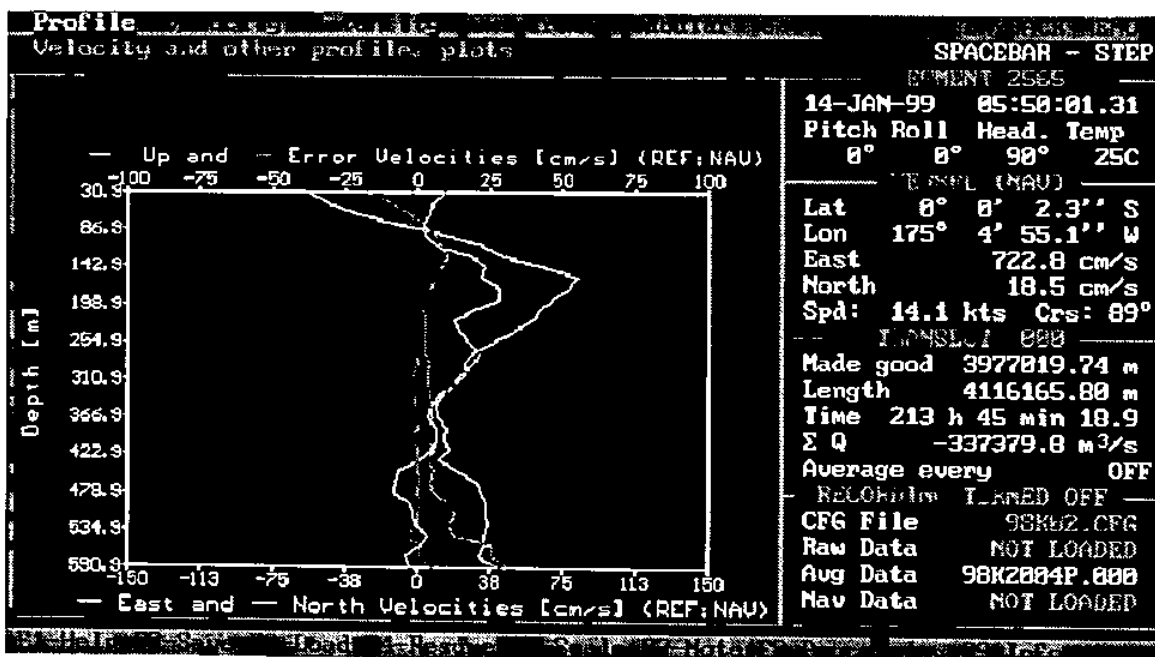 Profile
Velocity and other profiles plots
SPACEBAR - STEP
2565
14-JAN-99 05:50:01.31
Pitch Roll Head. Temp
0° 0° 90° 25C
— Up and — Error Velocities [cm/s] (REF:NAV)
(NAV)
-100 -75 -50 -25 0 25 50 75 100
Lat 0° 0' 2.3'' S
Lon 175° 4' 55.1'' W
East 722.8 cm/s
North 18.5 cm/s
Spd: 14.1 kts Crs: 89°
000
Made good 3977019.74 m
Length 4116165.80 m
Time 213 h 45 min 18.9
Σ Q -337379.8 m³/s
Average every OFF
OFF
CFG File 98K02.CFG
Raw Data NOT LOADED
Avg Data 98K2004P.000
Nav Data NOT LOADED
Depth [m]
30.9
86.9
142.9
198.9
254.9
310.9
366.9
422.9
478.9
534.9
590.9
-150 -113 -75 -38 0 38 75 113 150
— East and — North Velocities [cm/s] (REF:NAV)